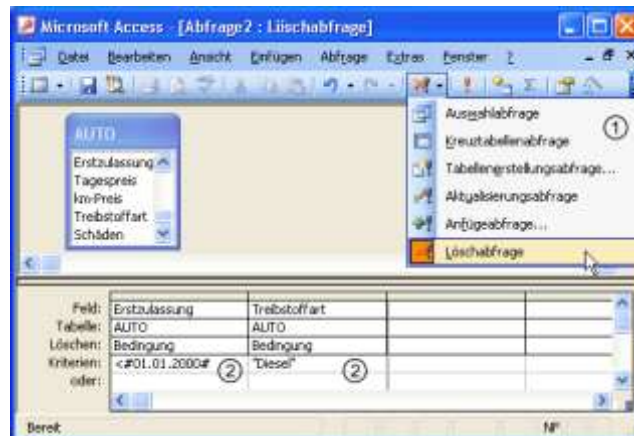 Microsoft Access - [Abfrage2 : Löschabfrage]
Datei Bearbeiten Ansicht Einfügen Abfrage Extras Fenster ?
AUTO
Erstzulassung
Tagespreis
km-Preis
Treibstoffart
Schäden
Auswahlabfrage
①
Kreuztabellenabfrage
Tabellenerstellungsabfrage...
Aktualisierungsabfrage
Anfügeabfrage...
Löschabfrage
Feld: Erstzulassung Treibstoffart
Tabelle: AUTO AUTO
Löschen: Bedingung Bedingung
Kriterien: <#01.01.2000# ② "Diesel" ②
oder:
Bereit NF